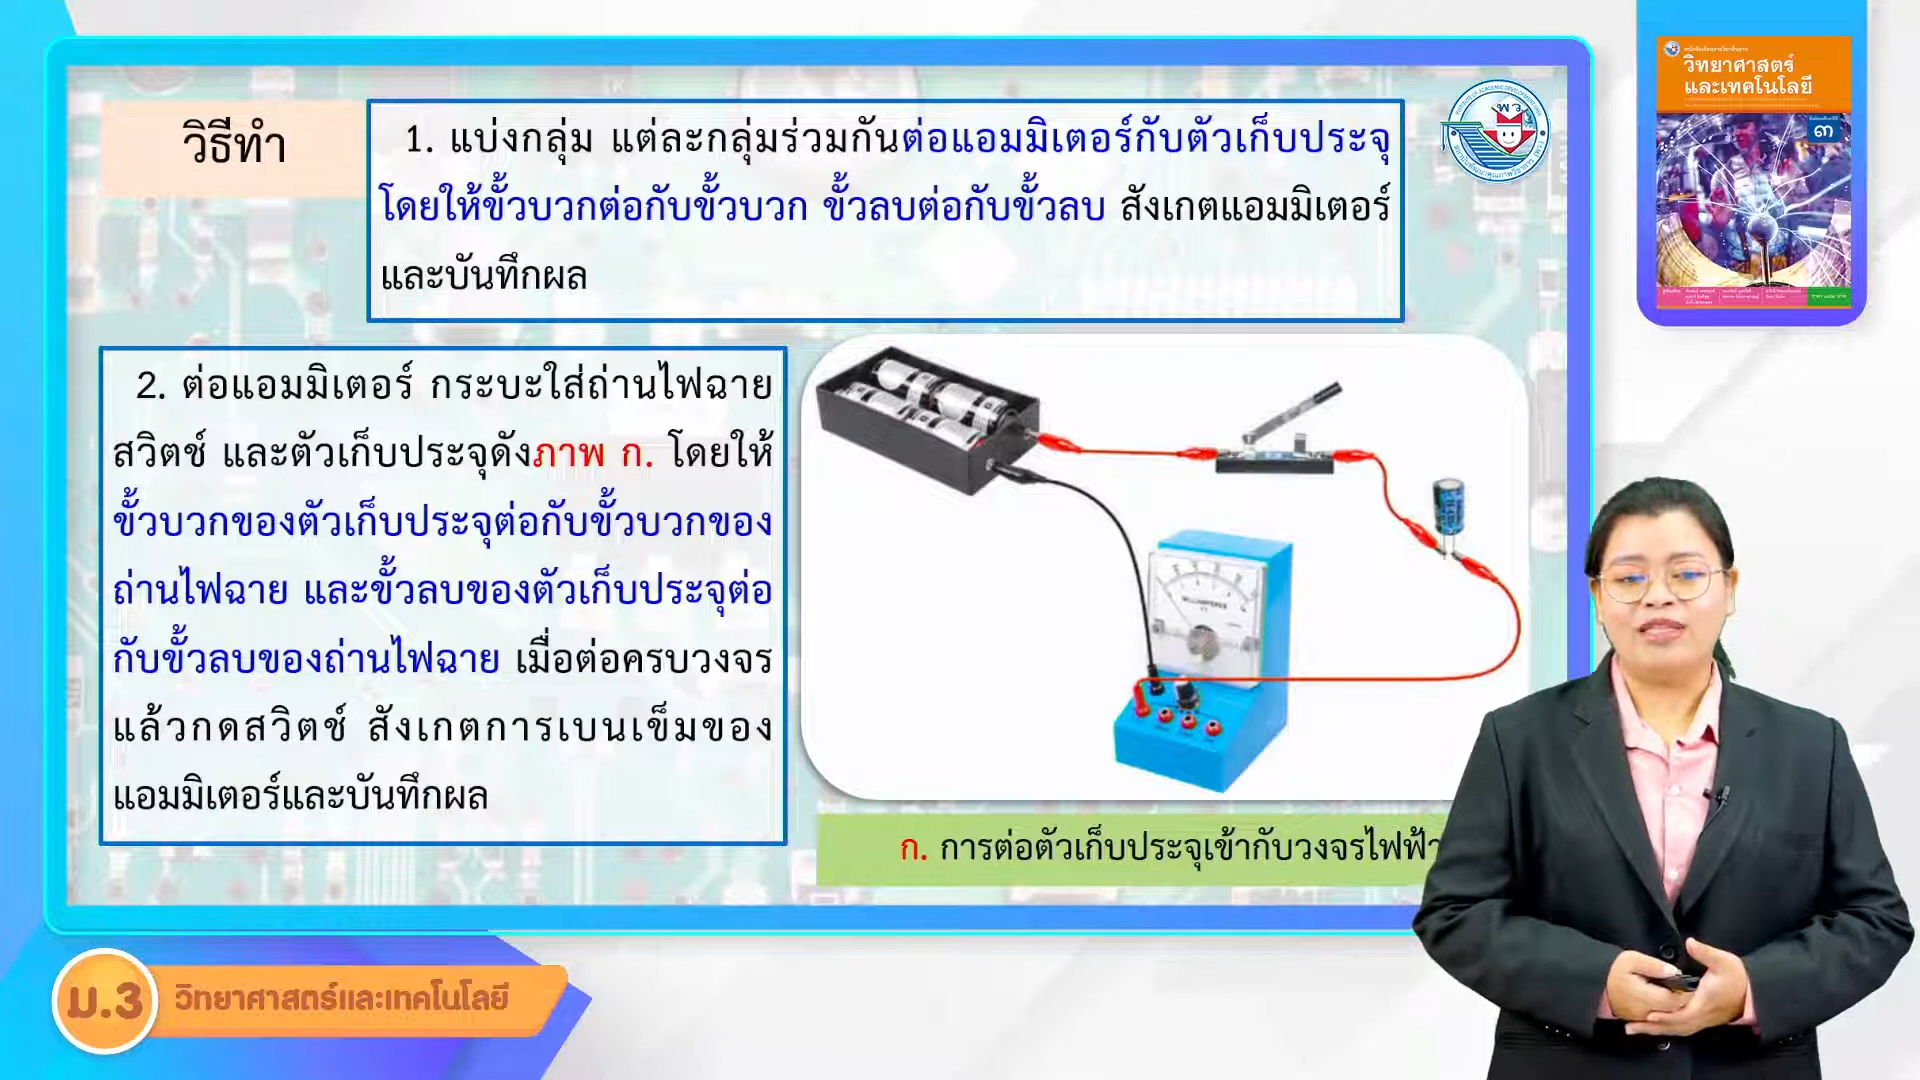 วิทยาศาสตร์
และเทคโนโลยี
๓
วิธีทำ
1. แบ่งกลุ่ม แต่ละกลุ่มร่วมกันต่อแอมมิเตอร์กับตัวเก็บประจุ
โดยให้ขั้วบวกต่อกับขั้วบวก ขั้วลบต่อกับขั้วลบ สังเกตแอมมิเตอร์
และบันทึกผล
พว.
2. ต่อแอมมิเตอร์ กระบะใส่ถ่านไฟฉาย
สวิตช์ และตัวเก็บประจุดังภาพ ก. โดยให้
ขั้วบวกของตัวเก็บประจุต่อกับขั้วบวกของ
ถ่านไฟฉาย และขั้วลบของตัวเก็บประจุต่อ
กับขั้วลบของถ่านไฟฉาย เมื่อต่อครบวงจร
แล้วกดสวิตช์ สังเกตการเบนเข็มของ
แอมมิเตอร์และบันทึกผล
ก. การต่อตัวเก็บประจุเข้ากับวงจรไฟฟ้า
ม.3 วิทยาศาสตร์และเทคโนโลยี